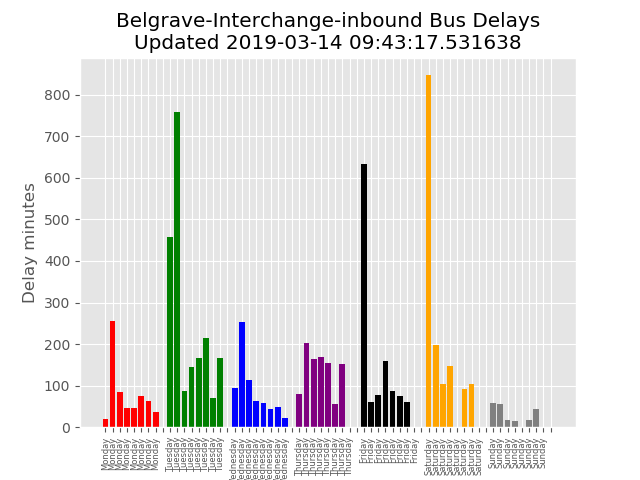 Belgrave-Interchange-inbound Bus Delays
Updated 2019-03-14 09:43:17.531638
Delay minutes
800
700
600
500
400
300
200
100
0
Monday
Monday
Monday
Monday
Monday
Monday
Monday
Monday
Tuesday
Tuesday
Tuesday
Tuesday
Tuesday
Tuesday
Tuesday
Tuesday
Wednesday
Wednesday
Wednesday
Wednesday
Wednesday
Wednesday
Wednesday
Wednesday
Thursday
Thursday
Thursday
Thursday
Thursday
Thursday
Thursday
Thursday
Friday
Friday
Friday
Friday
Friday
Friday
Friday
Friday
Saturday
Saturday
Saturday
Saturday
Saturday
Saturday
Saturday
Saturday
Sunday
Sunday
Sunday
Sunday
Sunday
Sunday
Sunday
Sunday